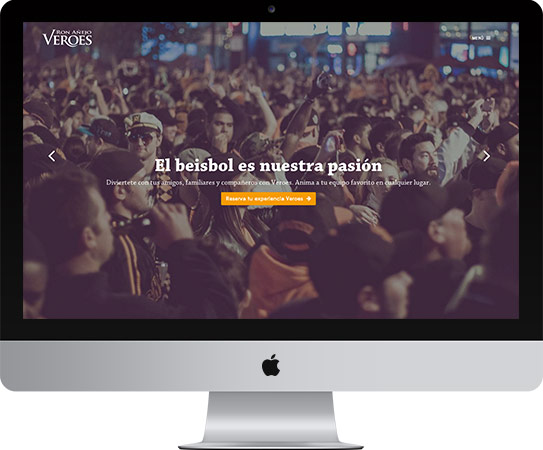 RON AÑEJO
VEROES
MENÚ
El beisbol es nuestra pasión
Diviertete con tus amigos, familiares y compañeros con Veroes. Anima a tu equipo favorito en cualquier lugar.
Reserva tu experiencia Veroes